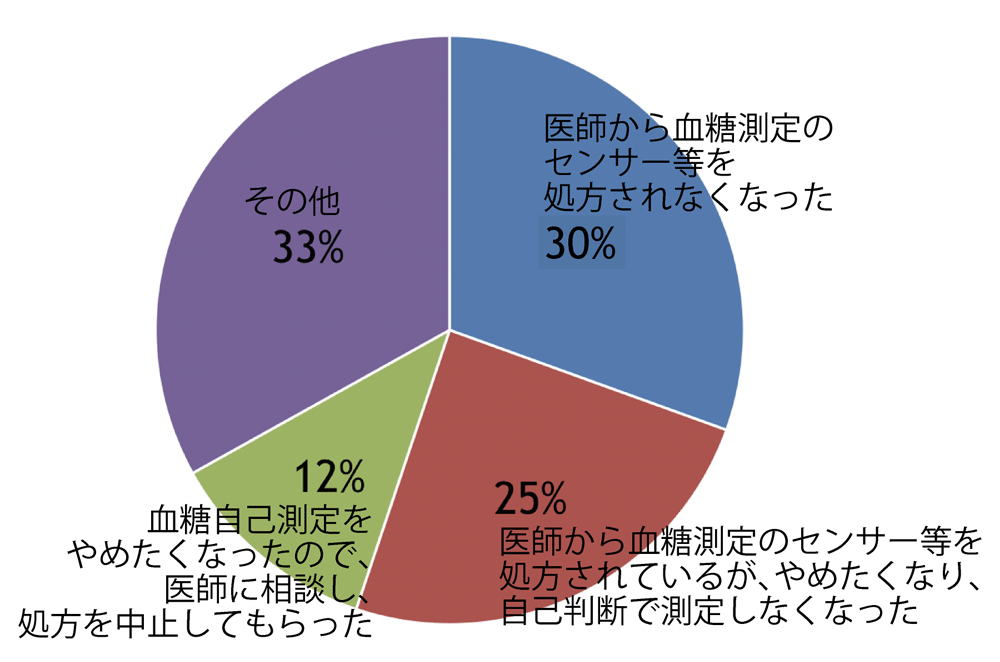 医師から血糖測定の
センサー等を
処方されなくなった
30%
その他
33%
12%
血糖自己測定を
やめたくなったので、
医師に相談し、
処方を中止してもらった
25%
医師から血糖測定のセンサー等を
処方されているが、やめたくなり、
自己判断で測定しなくなった